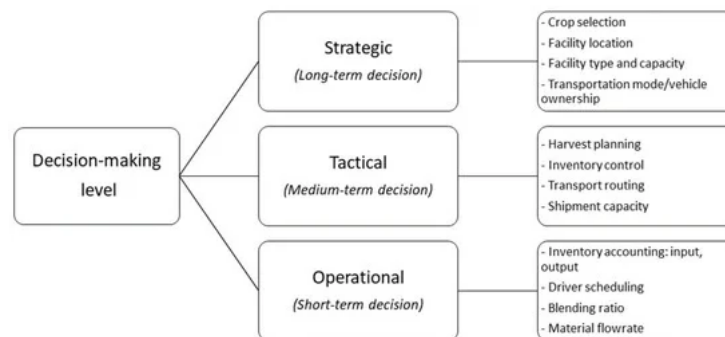 Decision-making
level
Strategic
(Long-term decision)
- Crop selection
- Facility location
- Facility type and capacity
- Transportation mode/vehicle
ownership
Tactical
(Medium-term decision)
- Harvest planning
- Inventory control
- Transport routing
- Shipment capacity
Operational
(Short-term decision)
- Inventory accounting: input,
output
- Driver scheduling
- Blending ratio
- Material flowrate